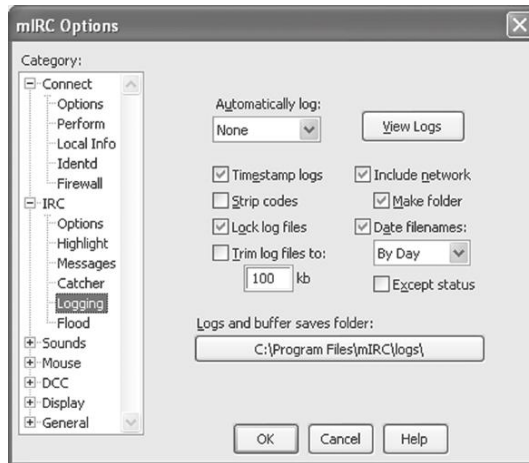 mIRC Options
Category:
Connect
Options
Perform
Local Info
Identd
Firewall
IRC
Options
Highlight
Messages
Catcher
Logging
Flood
Sounds
Mouse
DCC
Display
General
Automatically log:
None
View Logs
Timestamp logs
Include network
Strip codes
Make folder
Lock log files
Date filenames:
Trim log files to:
By Day
100 kb
Except status
Logs and buffer saves folder:
C:\Program Files\mIRC\logs\
OK Cancel Help